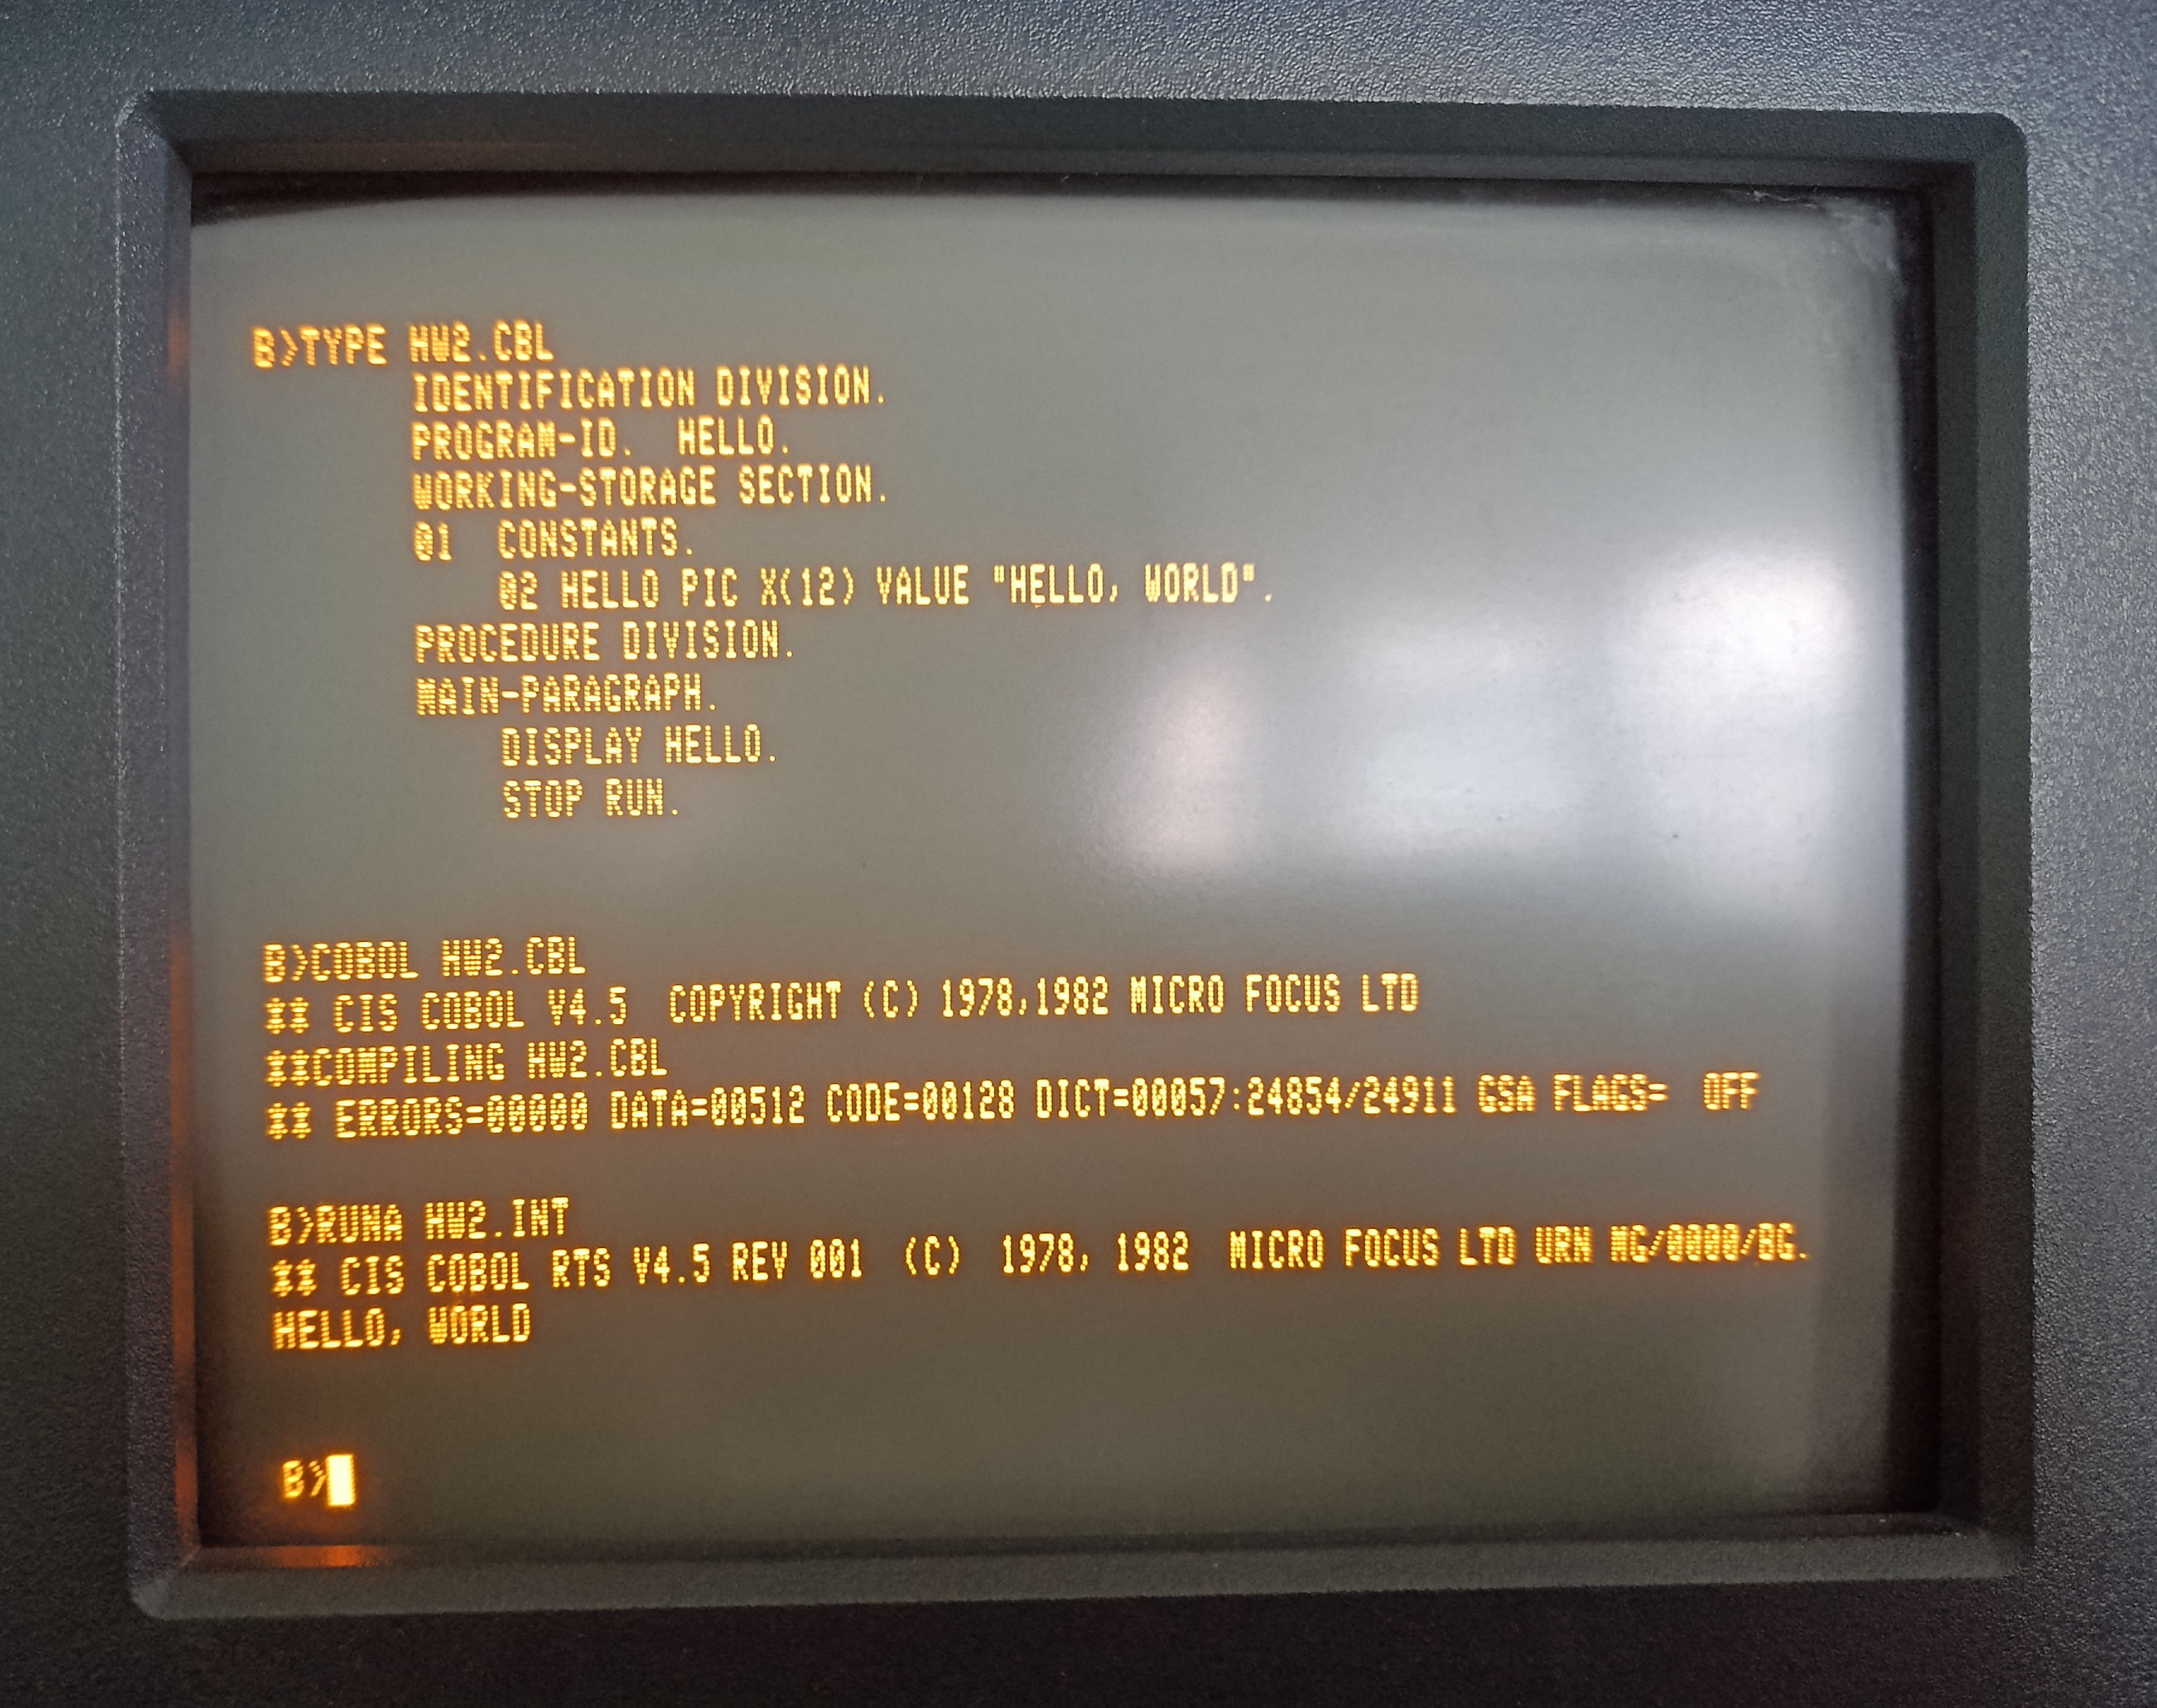 B>TYPE HW2.CBL
       IDENTIFICATION DIVISION.
       PROGRAM-ID.  HELLO.
       WORKING-STORAGE SECTION.
       01  CONSTANTS.
           02 HELLO PIC X(12) VALUE "HELLO, WORLD".
       PROCEDURE DIVISION.
       MAIN-PARAGRAPH.
           DISPLAY HELLO.
           STOP RUN.
B>COBOL HW2.CBL
** CIS COBOL V4.5  COPYRIGHT (C) 1978,1982 MICRO FOCUS LTD
**COMPILING HW2.CBL
** ERRORS=00000 DATA=00512 CODE=00128 DICT=00057:24854/24911 GSA FLAGS=  OFF
B>RUNA HW2.INT
** CIS COBOL RTS V4.5 REV 001  (C)  1978, 1982  MICRO FOCUS LTD URN
HELLO, WORLD
B>